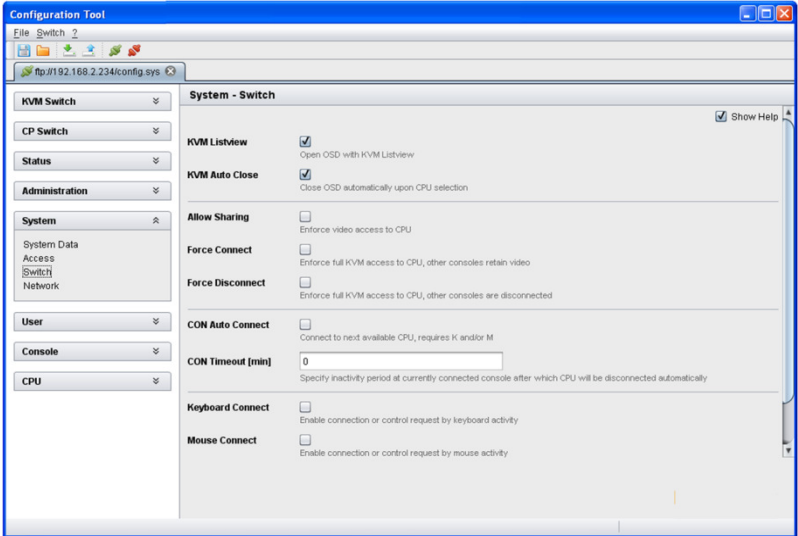 Configuration Tool
File Switch ?
ftp://192.168.2.234/config.sys
KVM Switch
CP Switch
Status
Administration
System
System Data
Access
Switch
Network
User
Console
CPU
System - Switch
Show Help
KVM Listview
Open OSD with KVM Listview
KVM Auto Close
Close OSD automatically upon CPU selection
Allow Sharing
Enforce video access to CPU
Force Connect
Enforce full KVM access to CPU, other consoles retain video
Force Disconnect
Enforce full KVM access to CPU, other consoles are disconnected
CON Auto Connect
Connect to next available CPU, requires K and/or M
CON Timeout [min] 0
Specify inactivity period at currently connected console after which CPU will be disconnected automatically
Keyboard Connect
Enable connection or control request by keyboard activity
Mouse Connect
Enable connection or control request by mouse activity